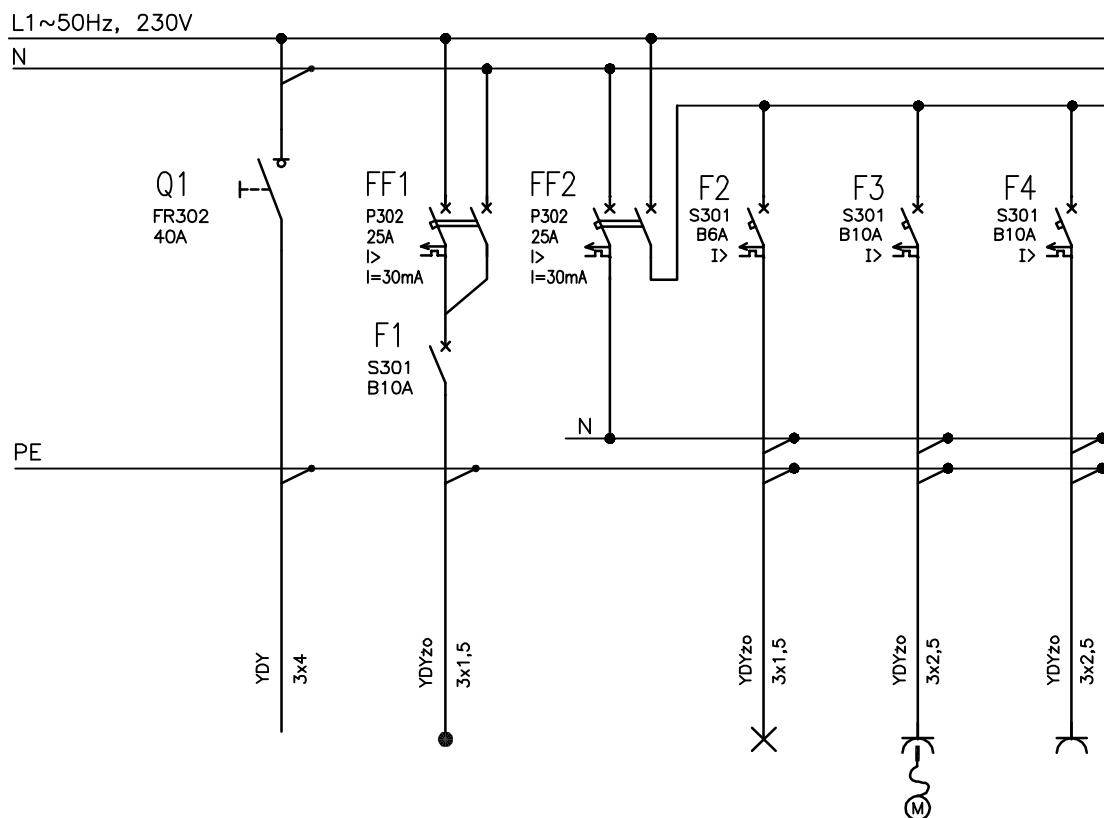 L1~50Hz, 230V
N
Q1
FR302
40A
FF1
P302
25A
I>
I=30mA
FF2
P302
25A
I>
I=30mA
F2
S301
B6A
I>
F3
S301
B10A
I>
F4
S301
B10A
I>
F1
S301
B10A
N
PE
YDY
3x4
YDYzo
3x1,5
YDYzo
3x1,5
YDYzo
3x2,5
YDYzo
3x2,5
M